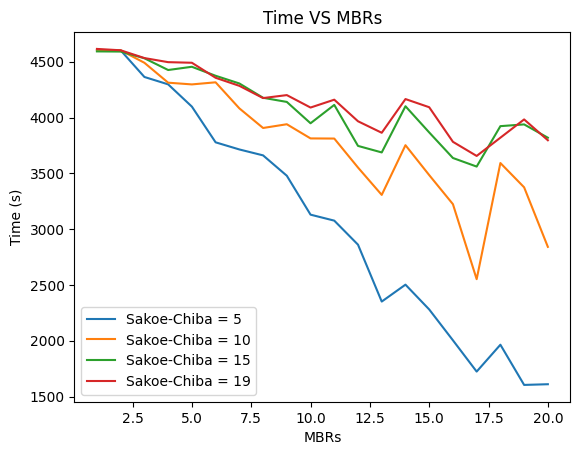 Time VS MBRs
Time (s)
4500
4000
3500
3000
2500
2000
1500
Sakoe-Chiba = 5
Sakoe-Chiba = 10
Sakoe-Chiba = 15
Sakoe-Chiba = 19
2.5 5.0 7.5 10.0 12.5 15.0 17.5 20.0
MBRs